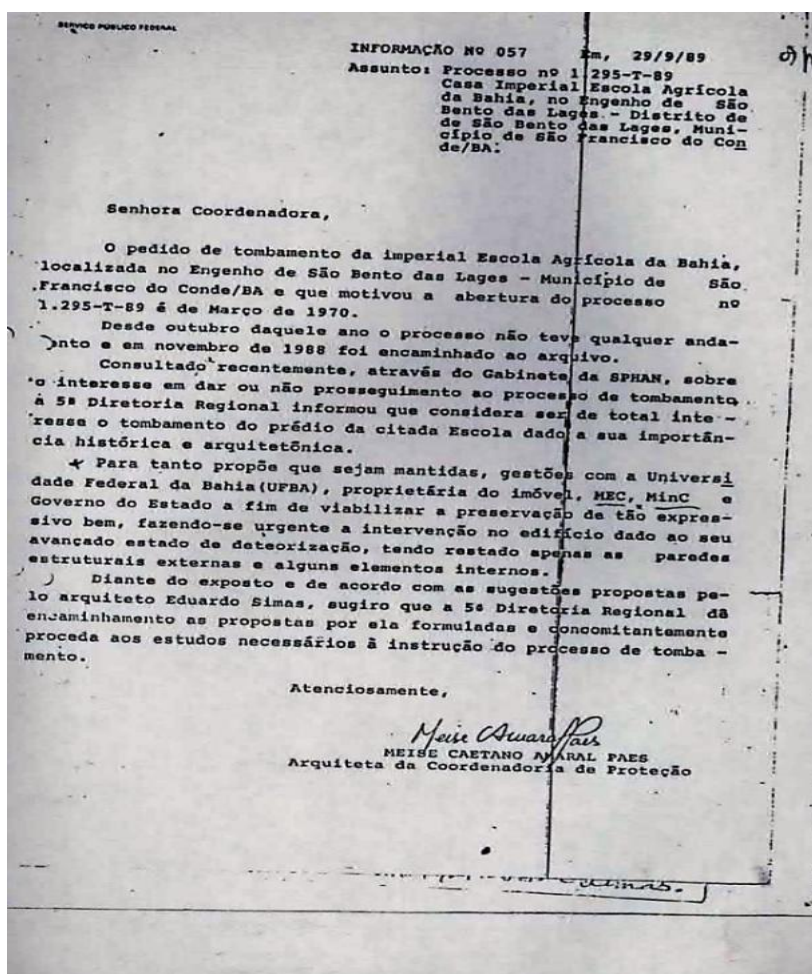 SERVIÇO PÚBLICO FEDERAL
INFORMAÇÃO Nº 057 Em, 29/9/89
Assunto: Processo nº 1.295-T-89
Casa Imperial Escola Agrícola
da Bahia, no Engenho de São
Bento das Lages - Distrito de
de São Bento das Lages, Muni-
cípio de São Francisco do Con
de/BA.
Senhora Coordenadora,
O pedido de tombamento da imperial Escola Agrícola da Bahia,
localizada no Engenho de São Bento das Lages - Município de São
Francisco do Conde/BA e que motivou a abertura do processo nº
1.295-T-89 é de Março de 1970.
Desde outubro daquele ano o processo não teve qualquer anda-
ento e em novembro de 1988 foi encaminhado ao arquivo.
Consultado recentemente, através do Gabinete da SPHAN, sobre
o interesse em dar ou não prosseguimento ao processo de tombamento,
à 5ª Diretoria Regional informou que considera ser de total inte -
resse o tombamento do prédio da citada Escola dado a sua importân-
cia histórica e arquitetônica.
Para tanto propõe que sejam mantidas, gestões com a Universi
dade Federal da Bahia(UFBA), proprietária do imóvel, MEC, MinC e
Governo do Estado a fim de viabilizar a preservação de tão expres-
sivo bem, fazendo-se urgente a intervenção no edifício dado ao seu
avançado estado de deteorização, tendo restado apenas as paredes
estruturais externas e alguns elementos internos.
Diante do exposto e de acordo com as sugestões propostas pe-
lo arquiteto Eduardo Simas, sugiro que a 5ª Diretoria Regional dê
encaminhamento as propostas por ela formuladas e concomitantemente
proceda aos estudos necessários à instrução do processo de tomba -
mento.
Atenciosamente,
Meise Amaral Paes
MEISE CAETANO AMARAL PAES
Arquiteta da Coordenadoria de Proteção